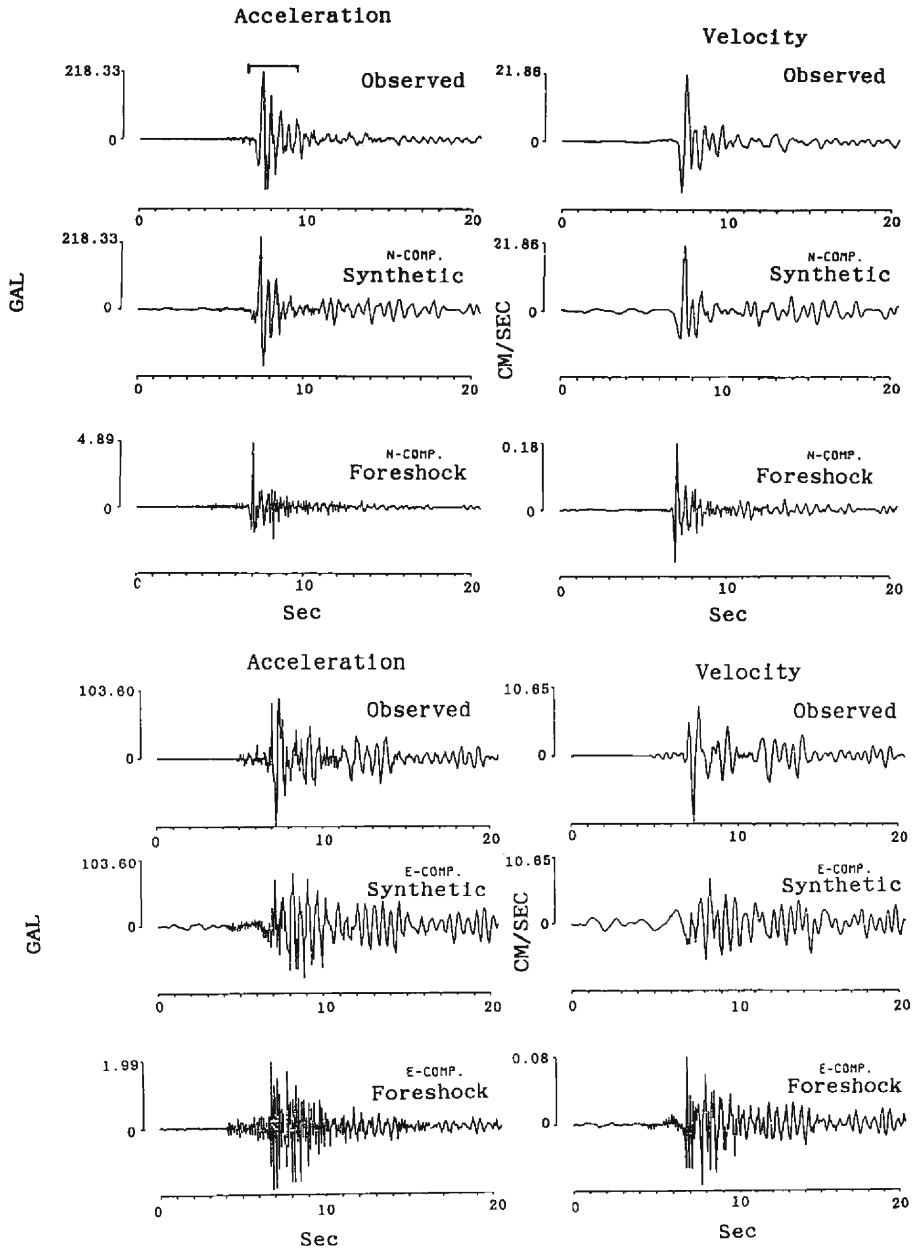 Acceleration
Velocity
218.33
Observed
0
0 10 20
21.86
Observed
0
0 10 20
GAL
218.33
N-COMP.
Synthetic
0
0 10 20
CM/SEC
21.86
N-COMP.
Synthetic
0
0 10 20
4.89
N-COMP.
Foreshock
0
C 10 20
Sec
0.18
N-COMP.
Foreshock
0
0 10 20
Sec
Acceleration
Velocity
103.60
Observed
0
0 10 20
10.65
Observed
0
0 10 20
GAL
103.60
E-COMP.
Synthetic
0
0 10 20
CM/SEC
10.65
E-COMP.
Synthetic
0
0 10 20
1.99
E-COMP.
Foreshock
0
0 10 20
Sec
0.08
E-COMP.
Foreshock
0
0 10 20
Sec